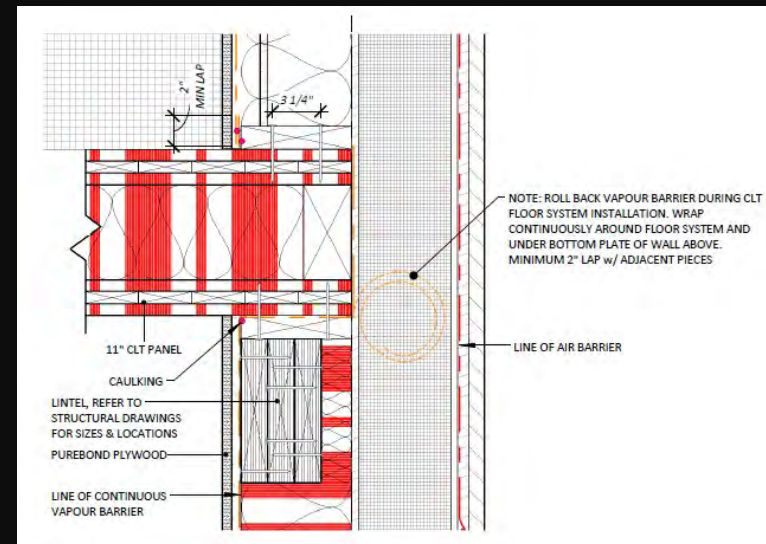 2"
MIN LAP
3 1/4"
NOTE: ROLL BACK VAPOUR BARRIER DURING CLT
FLOOR SYSTEM INSTALLATION. WRAP
CONTINUOUSLY AROUND FLOOR SYSTEM AND
UNDER BOTTOM PLATE OF WALL ABOVE.
MINIMUM 2" LAP w/ ADJACENT PIECES
LINE OF AIR BARRIER
11" CLT PANEL
CAULKING
LINTEL, REFER TO
STRUCTURAL DRAWINGS
FOR SIZES & LOCATIONS
PUREBOND PLYWOOD
LINE OF CONTINUOUS
VAPOUR BARRIER